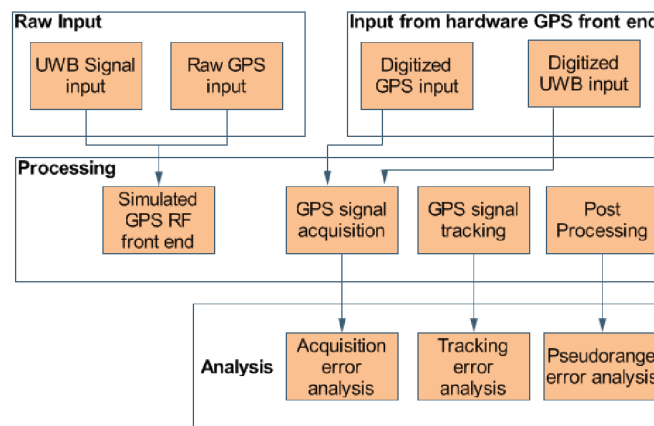 Raw Input
Input from hardware GPS front end
UWB Signal
input
Raw GPS
input
Digitized
GPS input
Digitized
UWB input
Processing
Simulated
GPS RF
front end
GPS signal
acquisition
GPS signal
tracking
Post
Processing
Analysis
Acquisition
error
analysis
Tracking
error
analysis
Pseudorange
error analysis